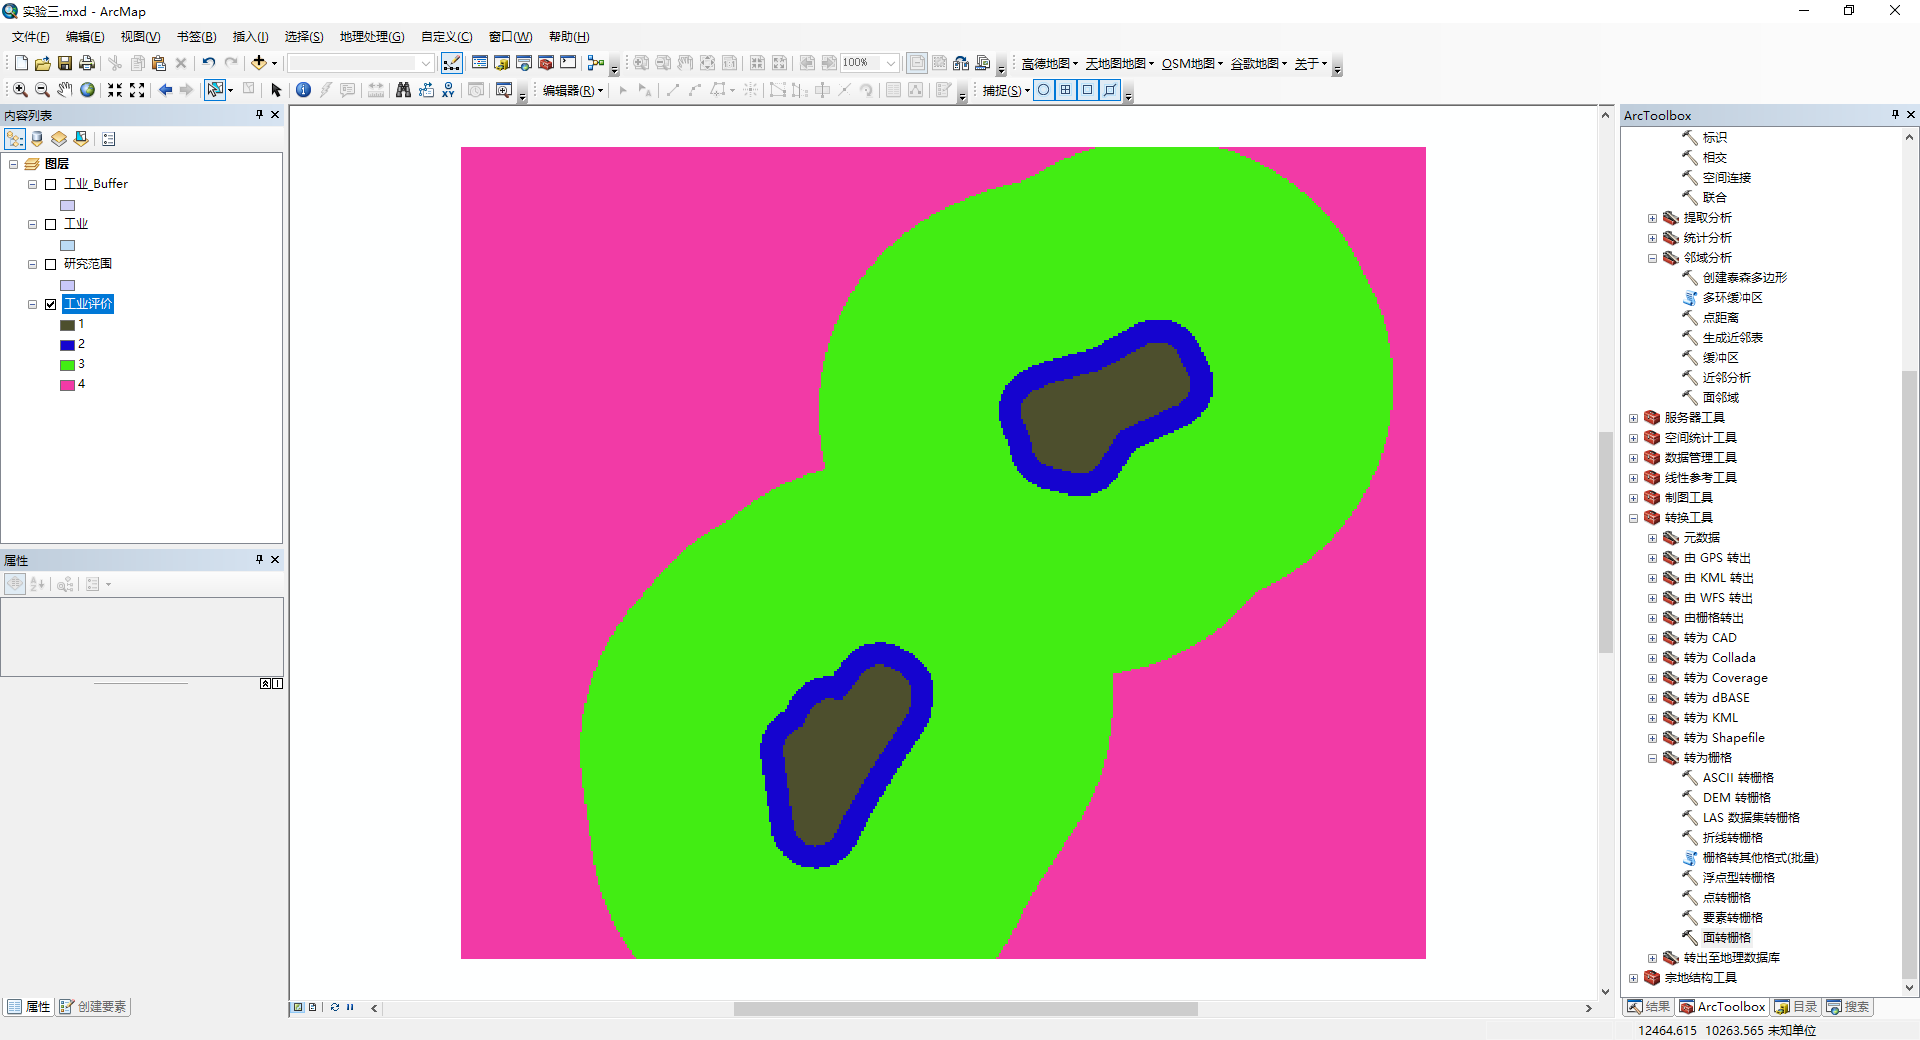 实验三.mxd - ArcMap
文件(F) 编辑(E) 视图(V) 书签(B) 插入(I) 选择(S) 地理处理(G) 自定义(C) 窗口(W) 帮助(H)
100% 高德地图 天地图地图 OSM地图 谷歌地图 关于
编辑器(R) 捕捉(S)
内容列表
图层
工业_Buffer
工业
研究范围
工业评价
1
2
3
4
属性
属性 创建要素
ArcToolbox
标识
相交
空间连接
联合
提取分析
统计分析
邻域分析
创建泰森多边形
多环缓冲区
点距离
生成近邻表
缓冲区
近邻分析
面邻域
服务器工具
空间统计工具
数据管理工具
线性参考工具
制图工具
转换工具
元数据
由 GPS 转出
由 KML 转出
由 WFS 转出
由栅格转出
转为 CAD
转为 Collada
转为 Coverage
转为 dBASE
转为 KML
转为 Shapefile
转为栅格
ASCII 转栅格
DEM 转栅格
LAS 数据集转栅格
折线转栅格
栅格转其他格式(批量)
浮点型转栅格
点转栅格
要素转栅格
面转栅格
转出至地理数据库
宗地结构工具
结果 ArcToolbox 目录 搜索
12464.615 10263.565 未知单位